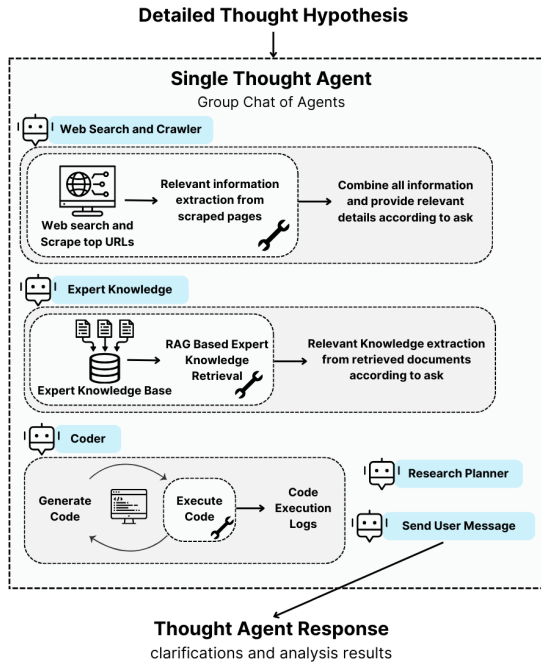 Detailed Thought Hypothesis
Single Thought Agent
Group Chat of Agents
Web Search and Crawler
Web search and
Scrape top URLs
Relevant information
extraction from
scraped pages
Combine all information
and provide relevant
details according to ask
Expert Knowledge
Expert Knowledge Base
RAG Based Expert
Knowledge
Retrieval
Relevant Knowledge extraction
from retrieved documents
according to ask
Coder
Generate
Code
Execute
Code
Code
Execution
Logs
Research Planner
Send User Message
Thought Agent Response
clarifications and analysis results